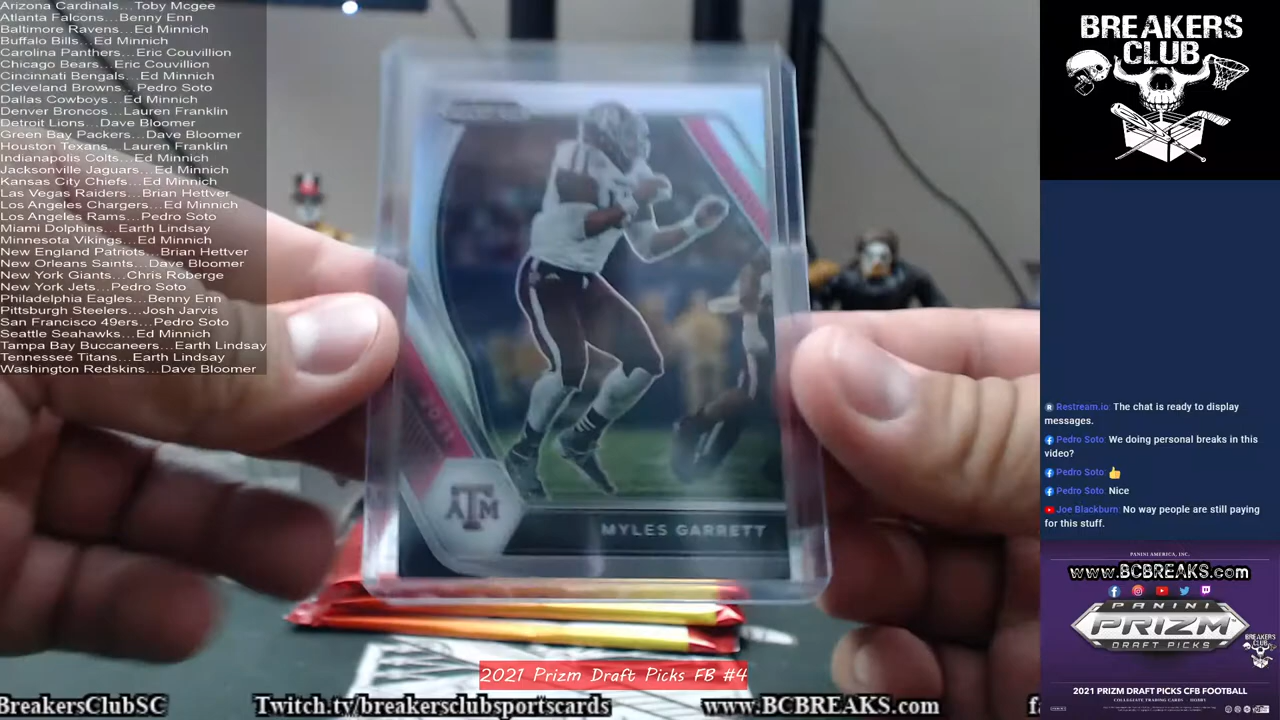 Arizona Cardinals...Toby Mcgee
Atlanta Falcons...Benny Enn
Baltimore Ravens...Ed Minnich
Buffalo Bills...Ed Minnich
Carolina Panthers...Eric Couvillion
Chicago Bears...Eric Couvillion
Cincinnati Bengals...Ed Minnich
Cleveland Browns...Pedro Soto
Dallas Cowboys...Ed Minnich
Denver Broncos...Lauren Franklin
Detroit Lions...Dave Bloomer
Green Bay Packers...Dave Bloomer
Houston Texans...Lauren Franklin
Indianapolis Colts...Ed Minnich
Jacksonville Jaguars...Ed Minnich
Kansas City Chiefs...Ed Minnich
Las Vegas Raiders...Brian Hettver
Los Angeles Chargers...Ed Minnich
Los Angeles Rams...Pedro Soto
Miami Dolphins...Earth Lindsay
Minnesota Vikings...Ed Minnich
New England Patriots...Brian Hettver
New Orleans Saints...Dave Bloomer
New York Giants...Chris Roberge
New York Jets...Pedro Soto
Philadelphia Eagles...Benny Enn
Pittsburgh Steelers...Josh Jarvis
San Francisco 49ers...Pedro Soto
Seattle Seahawks...Ed Minnich
Tampa Bay Buccaneers...Earth Lindsay
Tennessee Titans...Earth Lindsay
Washington Redskins...Dave Bloomer
ATM
MYLES GARRETT
2021 Prizm Draft Picks FB #4
BreakersClubSC
Twitch.tv/breakersclubsportscards
www.BCBREAKS.com
BREAKERS
CLUB
Restream.io: The chat is ready to display
messages.
Pedro Soto: We doing personal breaks in this
video?
Pedro Soto: 👍
Pedro Soto: Nice
Joe Blackburn: No way people are still paying
for this stuff.
PANINI AMERICA, INC.
www.BCBREAKS.com
PANINI
PRIZM
DRAFT PICKS
BREAKERS
CLUB
2021 PRIZM DRAFT PICKS CFB FOOTBALL
COLLEGIATE TRADING CARDS • HOBBY